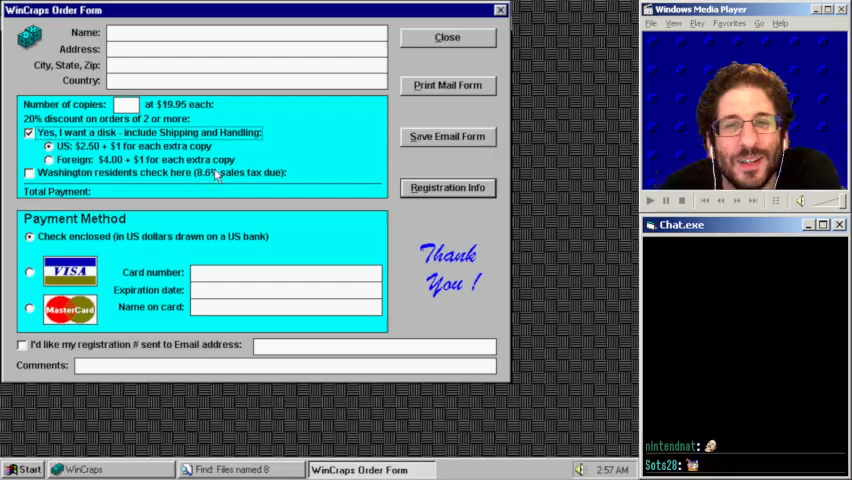 WinCraps Order Form
Name:
Address:
City, State, Zip:
Country:
Close
Print Mail Form
Save Email Form
Registration Info
Number of copies: at $19.95 each:
20% discount on orders of 2 or more:
Yes, I want a disk - include Shipping and Handling:
US: $2.50 + $1 for each extra copy
Foreign: $4.00 + $1 for each extra copy
Washington residents check here (8.6% sales tax due):
Total Payment:
Payment Method
Check enclosed (in US dollars drawn on a US bank)
VISA
MasterCard
Card number:
Expiration date:
Name on card:
Thank
You !
I'd like my registration # sent to Email address:
Comments:
Windows Media Player
File View Play Favorites Go Help
Chat.exe
nintendnat:
Sots28:
Start
WinCraps
Find: Files named 8
WinCraps Order Form
2:57 AM